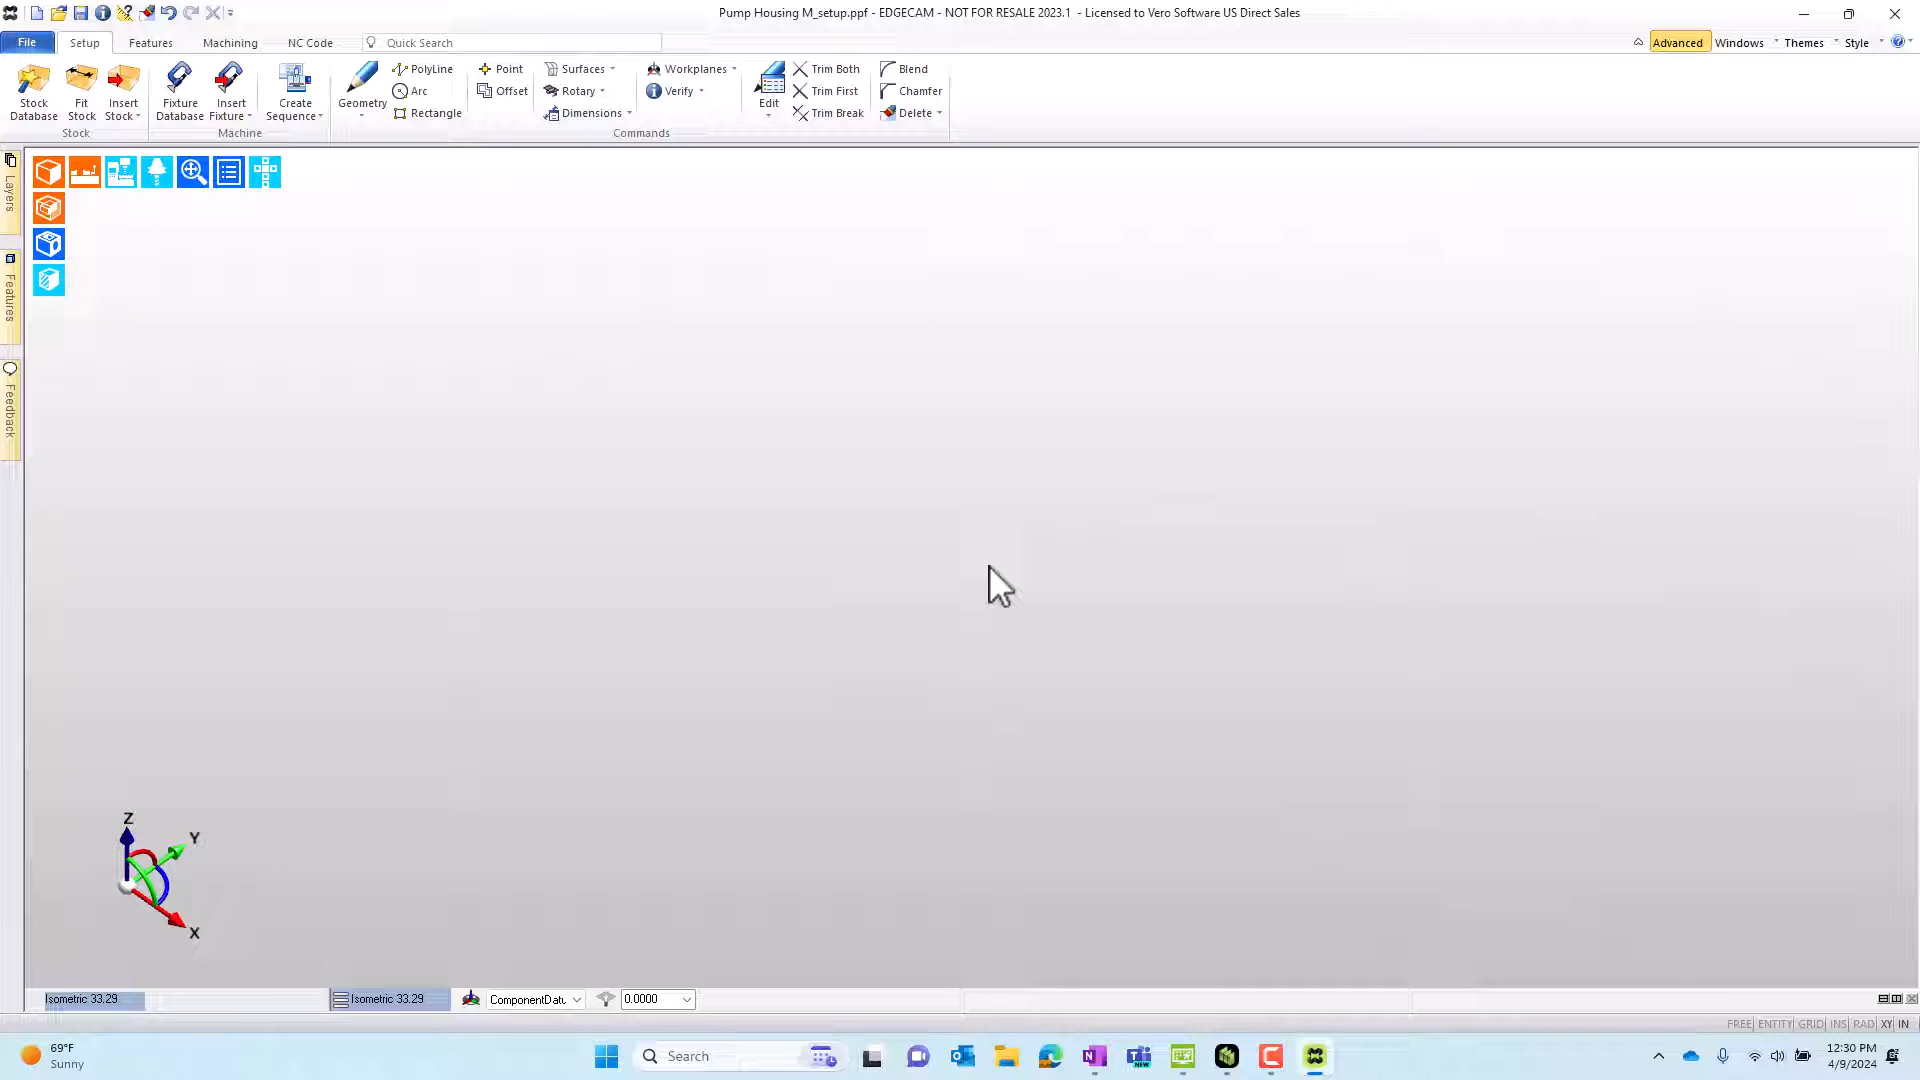 Pump Housing M_setup.ppf - EDGECAM - NOT FOR RESALE 2023.1 - Licensed to Vero Software US Direct Sales
File Setup Features Machining NC Code Quick Search Advanced Windows Themes Style
Stock Database
Fit Stock
Insert Stock
Stock
Fixture Database
Insert Fixture
Machine
Create Sequence
Geometry
PolyLine
Arc
Rectangle
Point
Offset
Surfaces
Rotary
Dimensions
Workplanes
Verify
Commands
Edit
Trim Both
Trim First
Trim Break
Blend
Chamfer
Delete
Layers
Features
Feedback
Z
Y
X
Isometric 33.29
Isometric 33.29
ComponentDatu
0.0000
FREE ENTITY GRID INS RAD XY IN
69°F
Sunny
Search
NEW
12:30 PM
4/9/2024